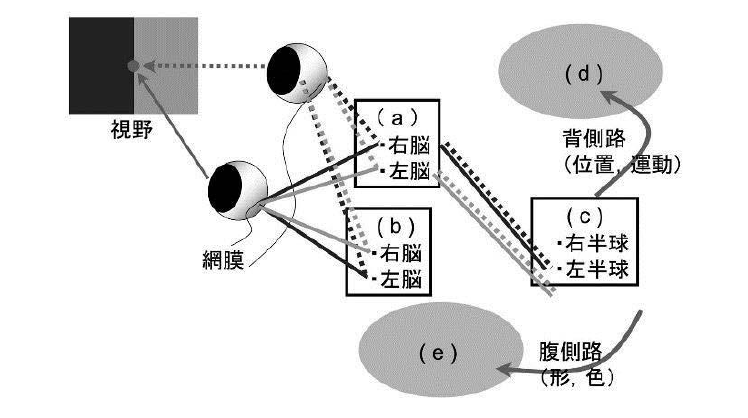 視野
網膜
(a)
・右脳
・左脳
(b)
・右脳
・左脳
(c)
・右半球
・左半球
(d)
背側路
(位置, 運動)
(e)
腹側路
(形, 色)